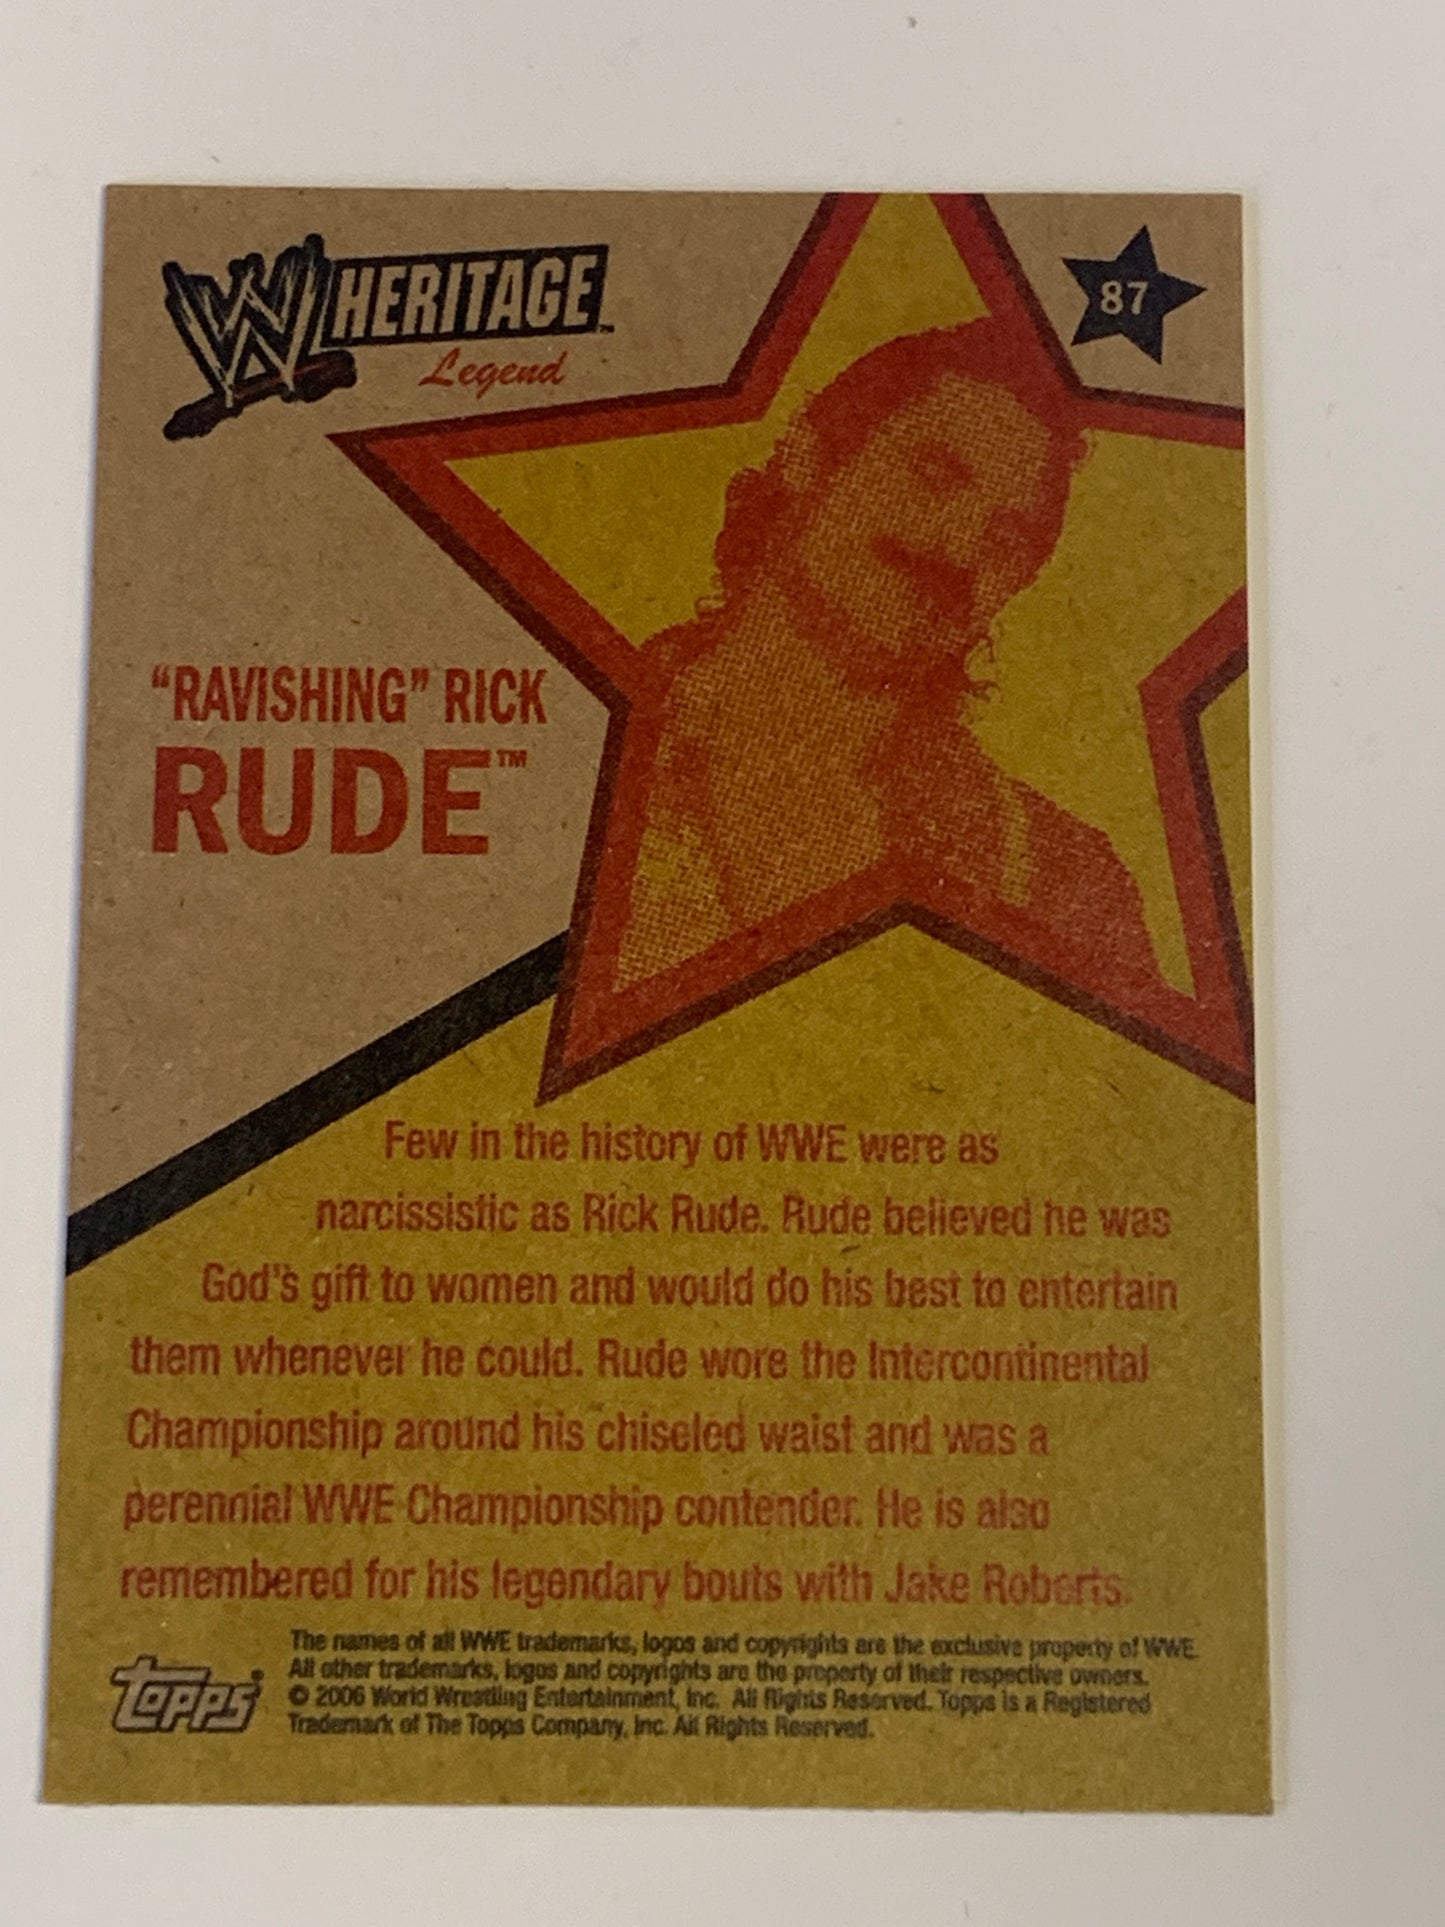 W HERITAGE™
Legend
87
“RAVISHING” RICK
RUDE™
Few in the history of WWE were as
narcissistic as Rick Rude. Rude believed he was
God's gift to women and would do his best to entertain
them whenever he could. Rude wore the Intercontinental
Championship around his chiseled waist and was a
perennial WWE Championship contender. He is also
remembered for his legendary bouts with Jake Roberts.
Topps®
The names of all WWE trademarks, logos and copyrights are the exclusive property of WWE.
All other trademarks, logos and copyrights are the property of their respective owners.
© 2006 World Wrestling Entertainment, Inc. All Rights Reserved. Topps is a Registered
Trademark of The Topps Company, Inc. All Rights Reserved.